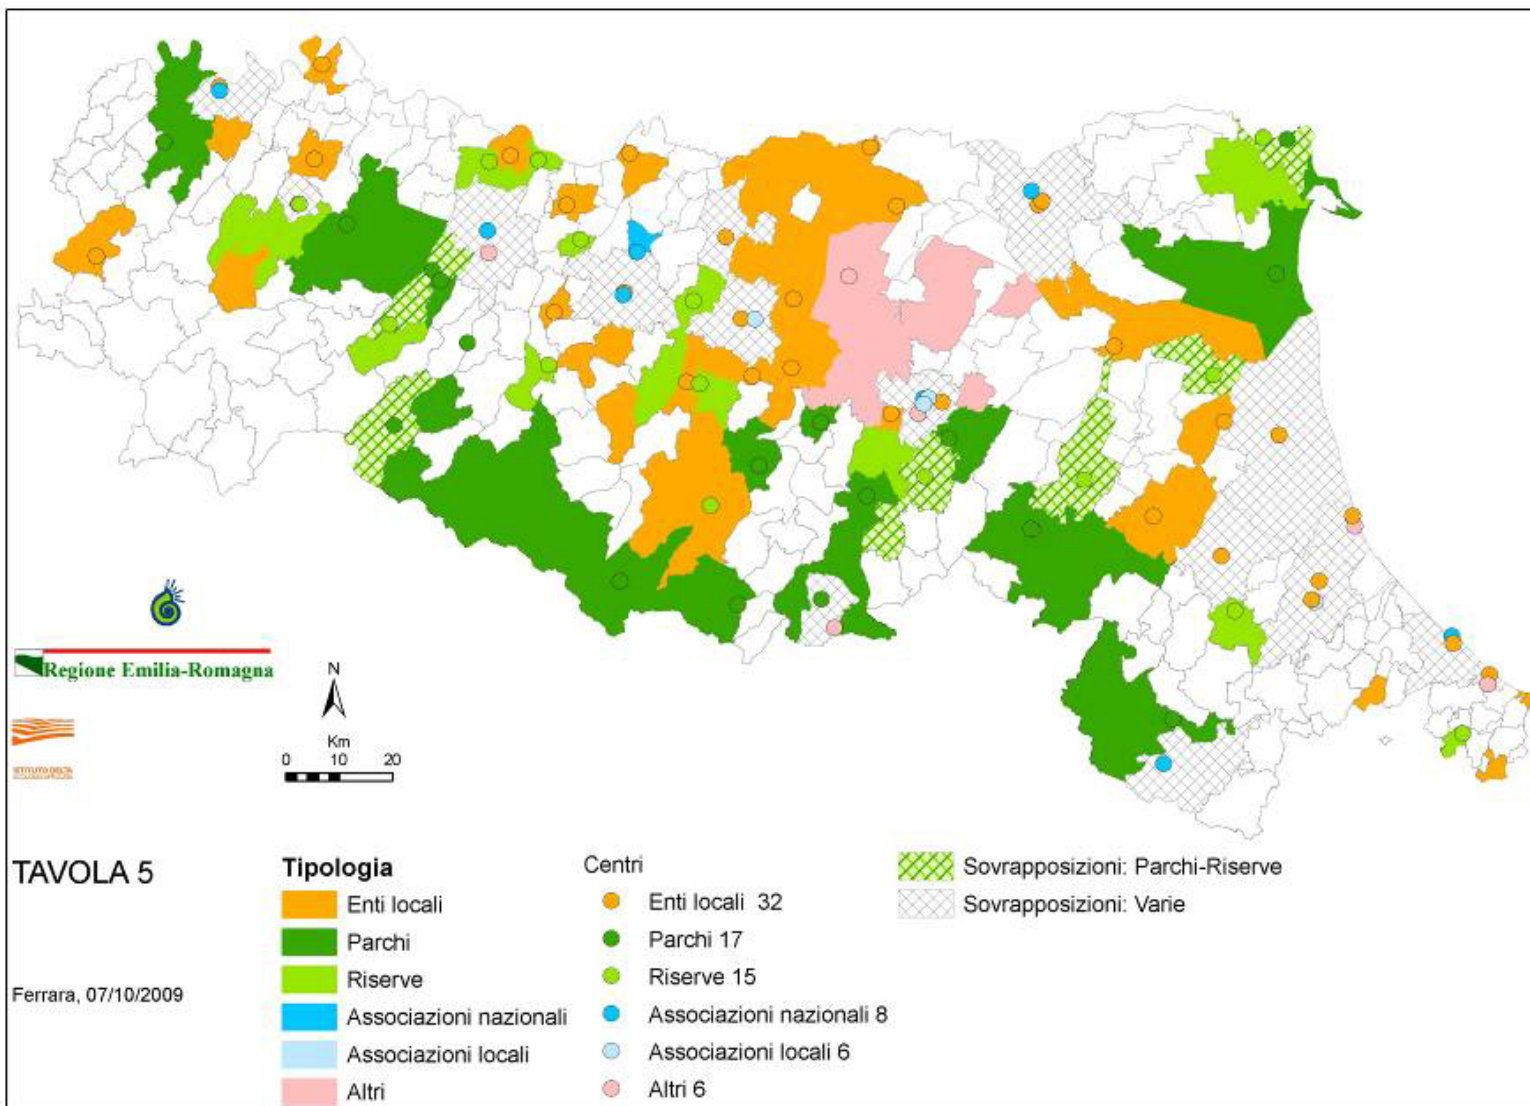 Regione Emilia-Romagna
N
Km
0 10 20
ISTITUTO DELTA
TAVOLA 5
Ferrara, 07/10/2009
Tipologia
Enti locali
Parchi
Riserve
Associazioni nazionali
Associazioni locali
Altri
Centri
Enti locali 32
Parchi 17
Riserve 15
Associazioni nazionali 8
Associazioni locali 6
Altri 6
Sovrapposizioni: Parchi-Riserve
Sovrapposizioni: Varie